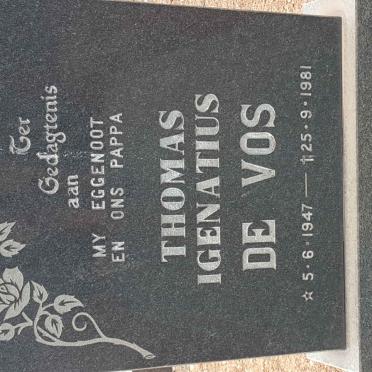 Ter
Gedagtenis
aan
MY EGGENOOT
EN ONS PAPPA
THOMAS
IGENATIUS
DE VOS
☆ 5·6·1947 — †25·9·1981